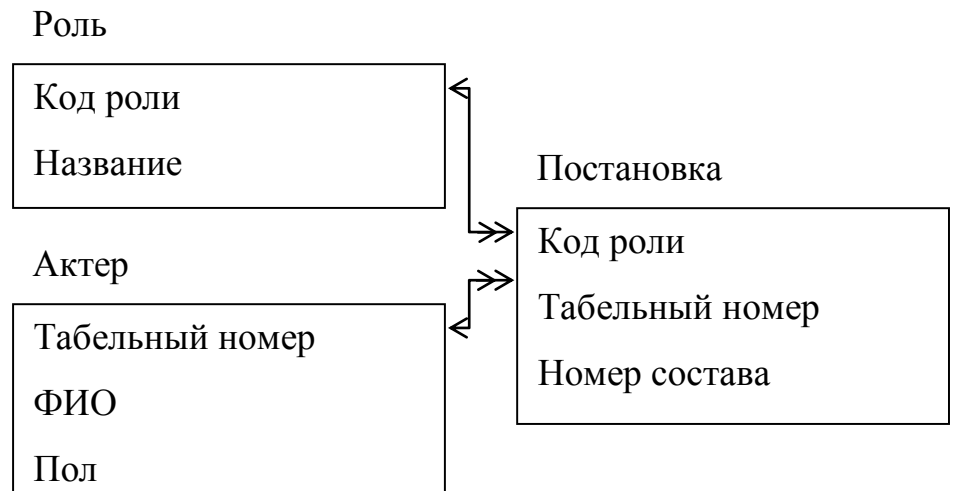 Роль
Код роли
Название
Актер
Табельный номер
ФИО
Пол
Постановка
Код роли
Табельный номер
Номер состава